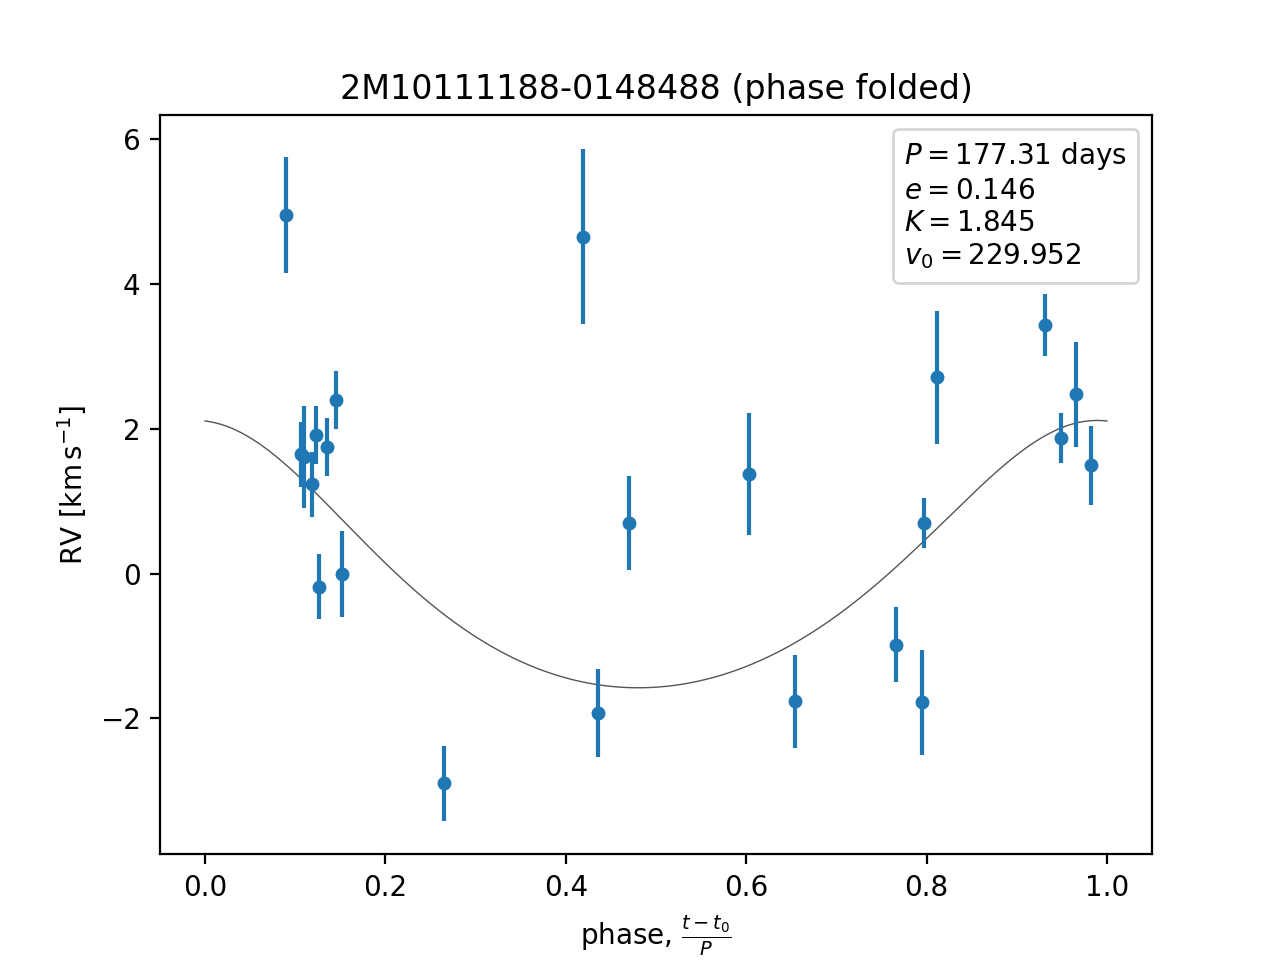 2M10111188-0148488 (phase folded)
P = 177.31 days
e = 0.146
K = 1.845
v₀ = 229.952
RV [km s⁻¹]
6
4
2
0
−2
0.0 0.2 0.4 0.6 0.8 1.0
phase, (t − t₀)/P